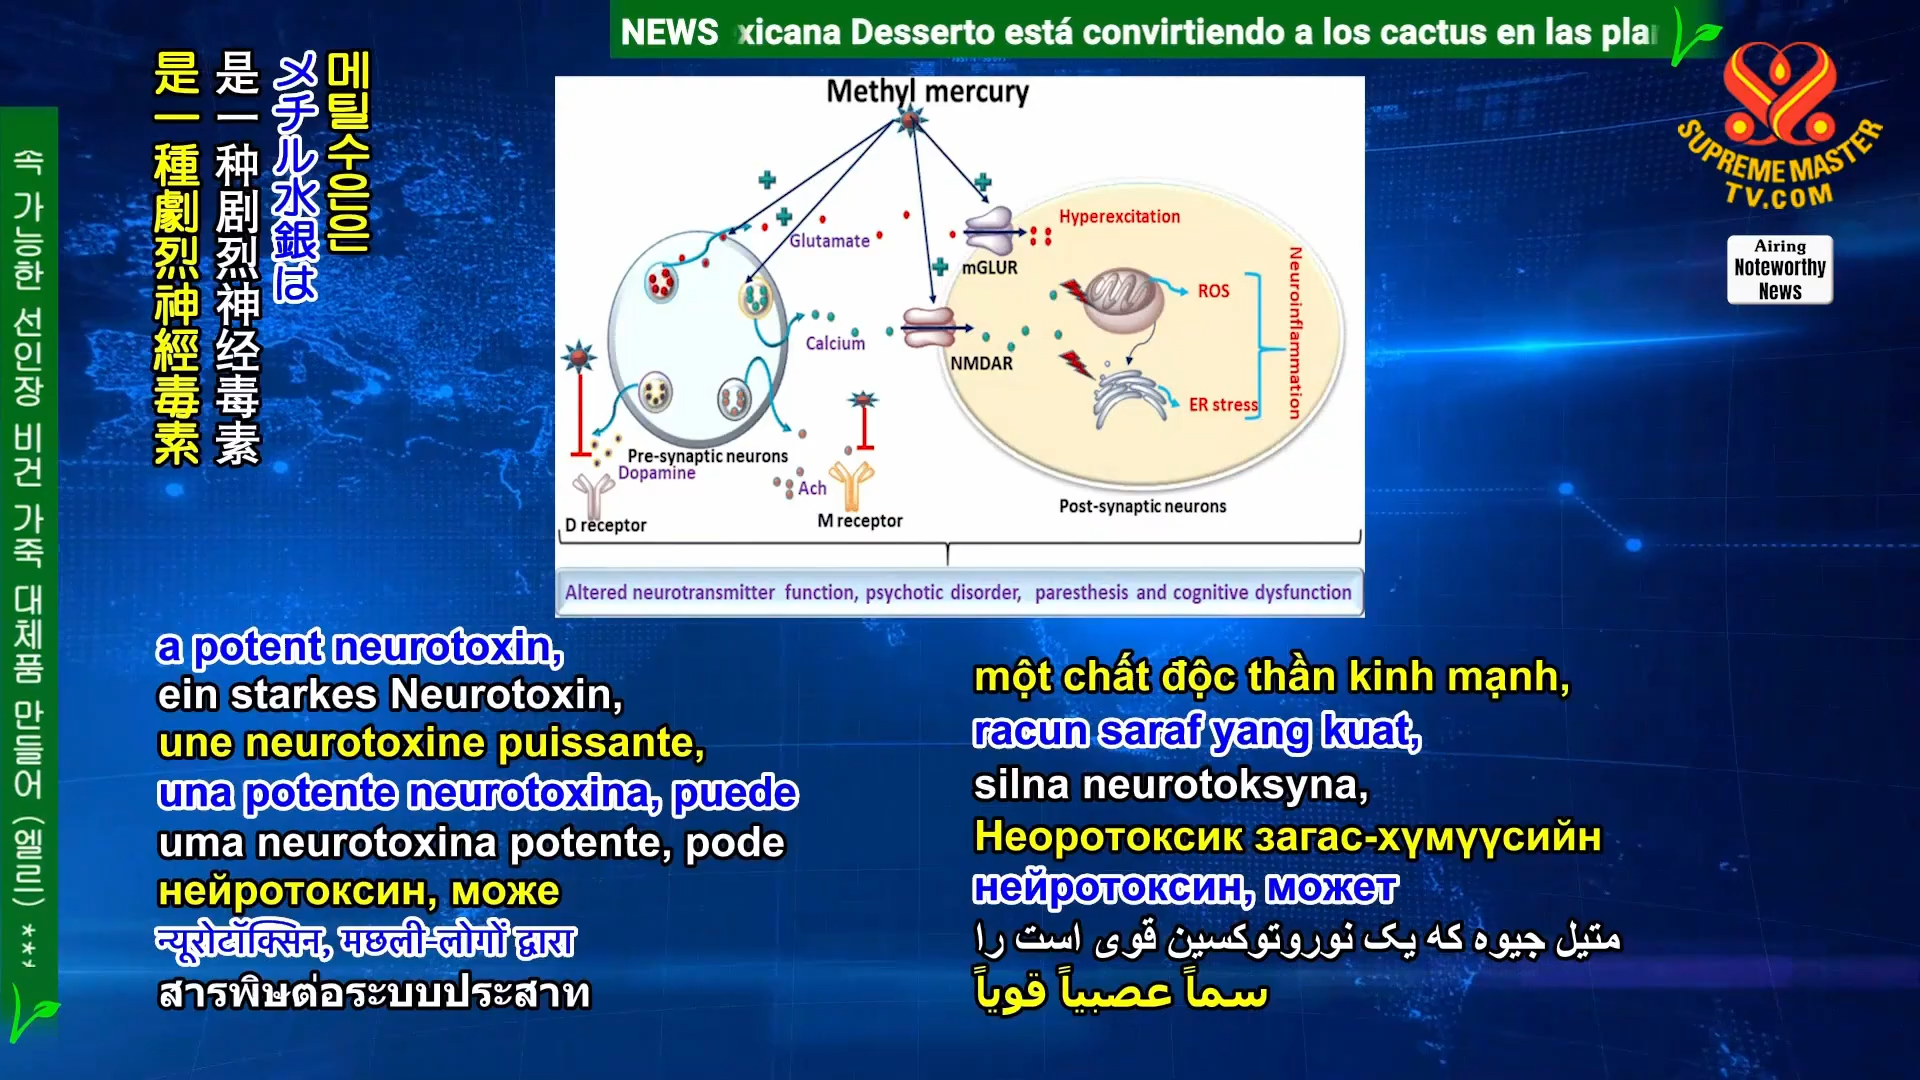 NEWS xicana Desserto está convirtiendo a los cactus en las
SUPREME MASTER
TV.COM
Airing
Noteworthy
News
속 가능한 선인장 비건 가죽 대체품 만들어 (엘리) ***
메틸수은은
メチル水銀は
是一种剧烈神经毒素
是一種劇烈神經毒素
Methyl mercury
Glutamate
mGLUR
Hyperexcitation
ROS
Neuroinflammation
Calcium
NMDAR
ER stress
Pre-synaptic neurons
Dopamine
Ach
D receptor
M receptor
Post-synaptic neurons
Altered neurotransmitter function, psychotic disorder, paresthesis and cognitive dysfunction
a potent neurotoxin,
ein starkes Neurotoxin,
une neurotoxine puissante,
una potente neurotoxina, puede
uma neurotoxina potente, pode
нейротоксин, може
न्यूरोटॉक्सिन, मछली-लोगों द्वारा
สารพิษต่อระบบประสาท
một chất độc thần kinh mạnh,
racun saraf yang kuat,
silna neurotoksyna,
Неоротоксик загас-хүмүүсийн
нейротоксин, может
متیل جیوه که یک نوروتوکسین قوی است را
سماً عصبياً قوياً